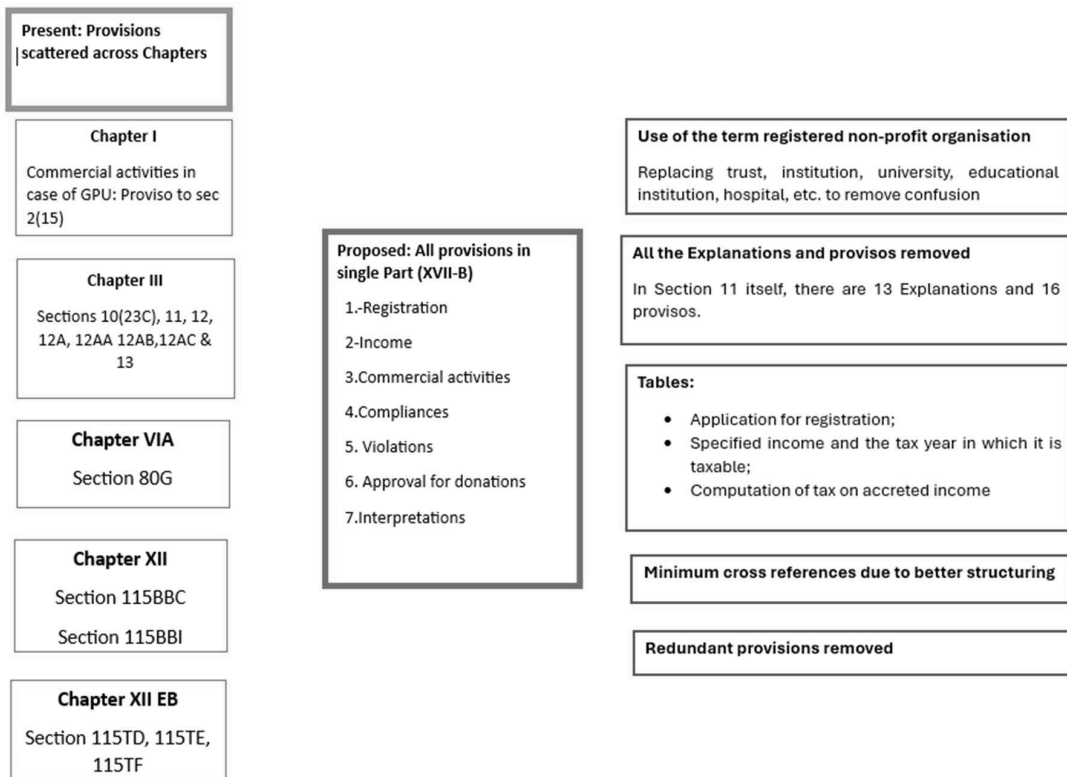 Present: Provisions
scattered across Chapters
Chapter I
Commercial activities in
case of GPU: Proviso to sec
2(15)
Chapter III
Sections 10(23C), 11, 12,
12A, 12AA 12AB,12AC &
13
Chapter VIA
Section 80G
Chapter XII
Section 115BBC
Section 115BBI
Chapter XII EB
Section 115TD, 115TE,
115TF
Proposed: All provisions in
single Part (XVII-B)
1.-Registration
2-Income
3.Commercial activities
4.Compliances
5. Violations
6. Approval for donations
7.Interpretations
Use of the term registered non-profit organisation
Replacing trust, institution, university, educational
institution, hospital, etc. to remove confusion
All the Explanations and provisos removed
In Section 11 itself, there are 13 Explanations and 16
provisos.
Tables:
• Application for registration;
• Specified income and the tax year in which it is
taxable;
• Computation of tax on accreted income
Minimum cross references due to better structuring
Redundant provisions removed